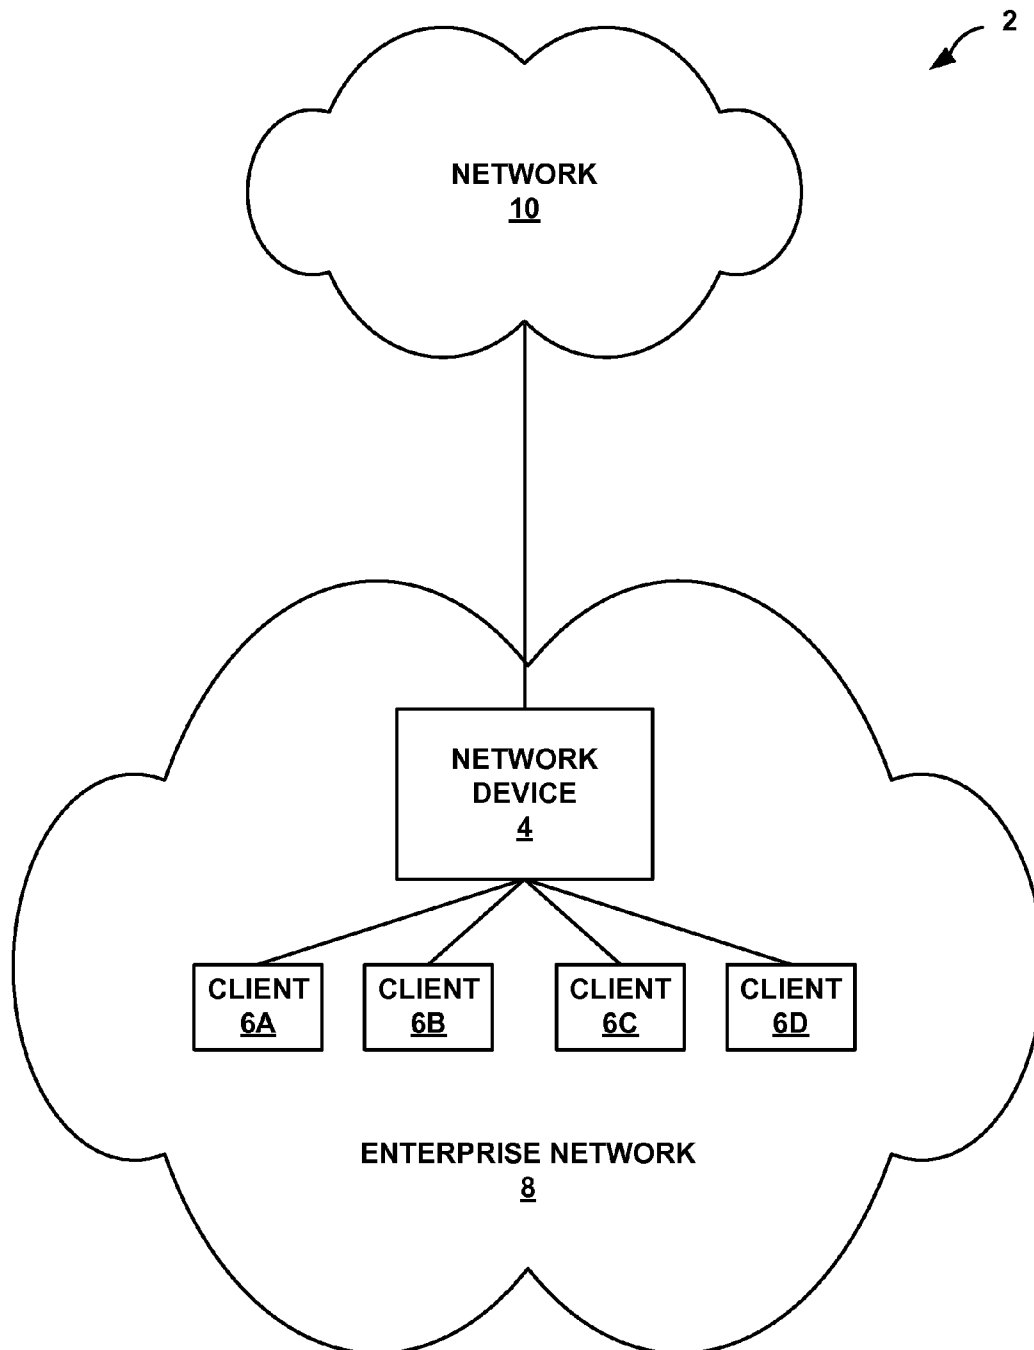 2
NETWORK
10
NETWORK
DEVICE
4
CLIENT
6A
CLIENT
6B
CLIENT
6C
CLIENT
6D
ENTERPRISE NETWORK
8